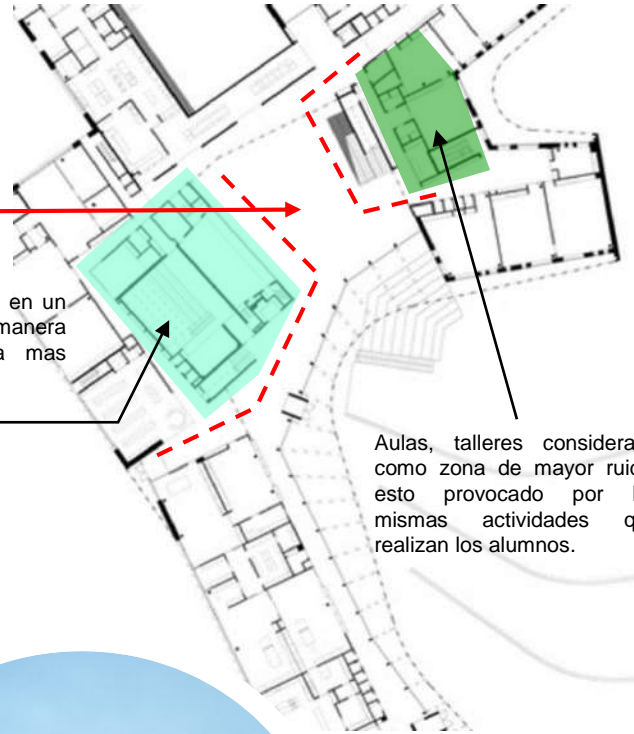 en un
manera
a mas
Aulas, talleres considera
como zona de mayor ruid
esto provocado por l
mismas actividades q
realizan los alumnos.